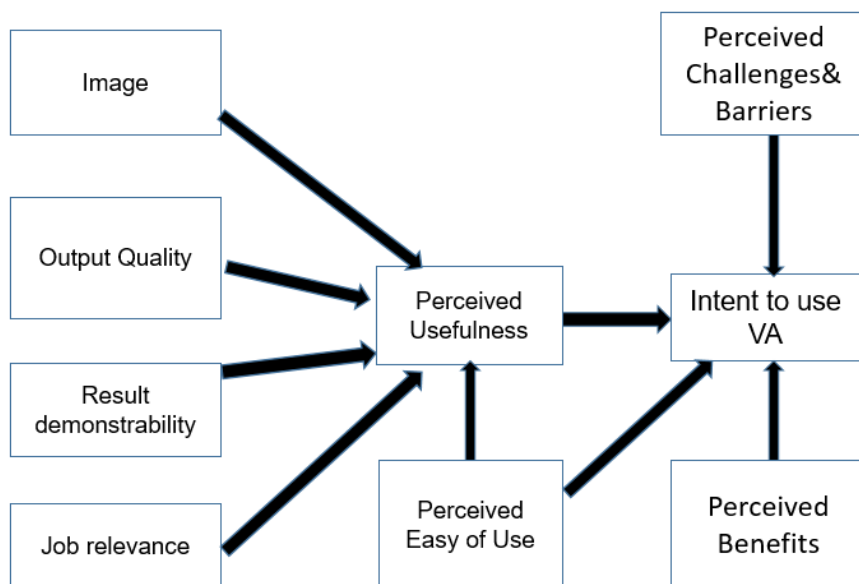 Image
Perceived
Challenges&
Barriers
Output Quality
Perceived
Usefulness
Intent to use
VA
Result
demonstrability
Job relevance
Perceived
Easy of Use
Perceived
Benefits